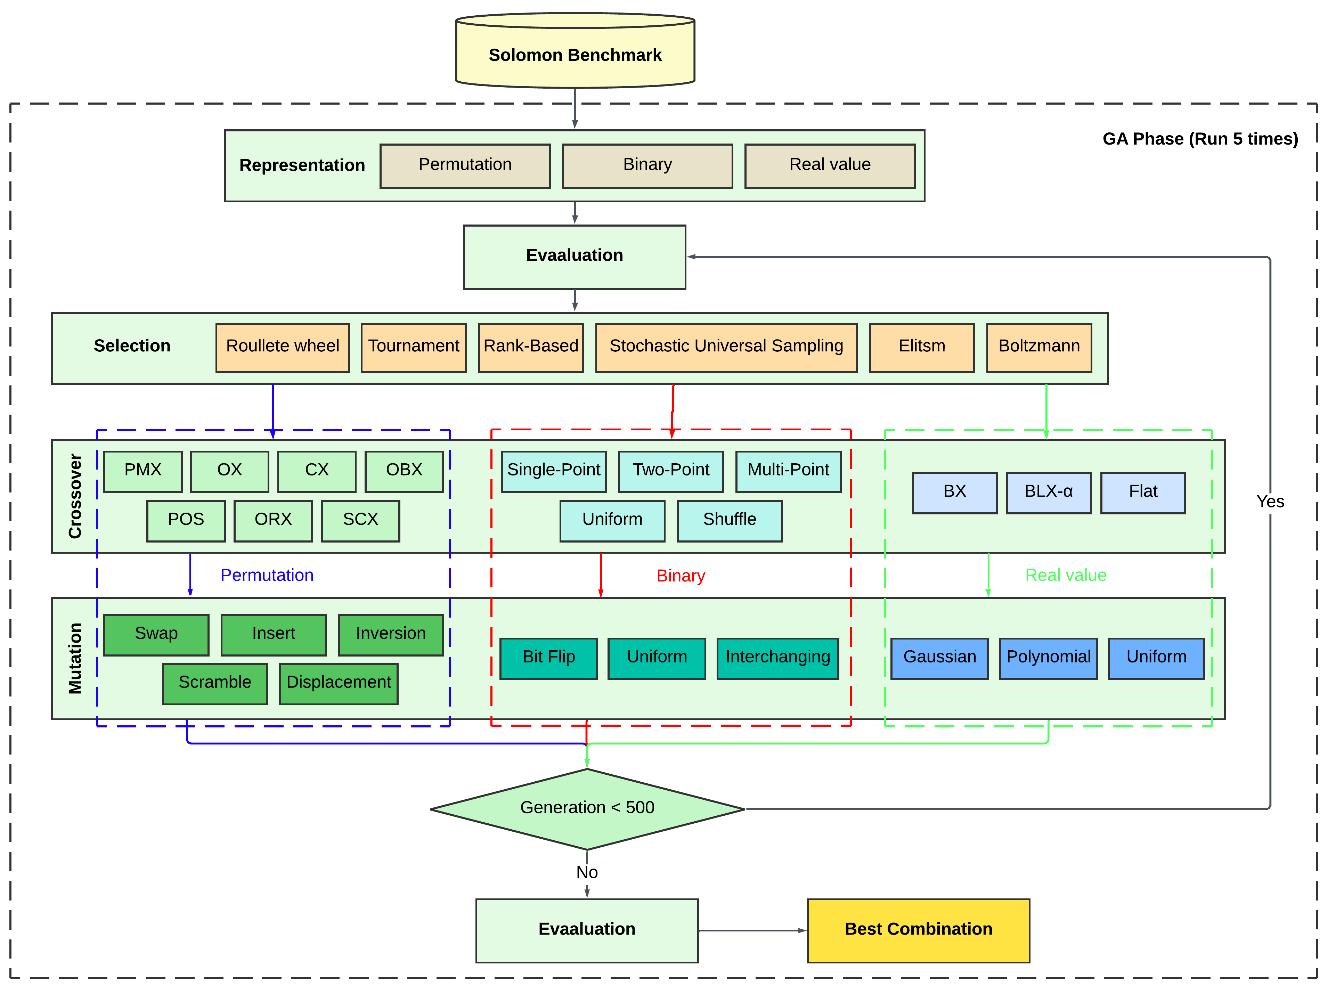 Solomon Benchmark
GA Phase (Run 5 times)
Representation
Permutation
Binary
Real value
Evaaluation
Selection
Roullete wheel
Tournament
Rank-Based
Stochastic Universal Sampling
Elitsm
Boltzmann
Crossover
PMX
OX
CX
OBX
POS
ORX
SCX
Single-Point
Two-Point
Multi-Point
Uniform
Shuffle
BX
BLX-α
Flat
Yes
Permutation
Binary
Real value
Mutation
Swap
Insert
Inversion
Scramble
Displacement
Bit Flip
Uniform
Interchanging
Gaussian
Polynomial
Uniform
Generation < 500
No
Evaaluation
Best Combination